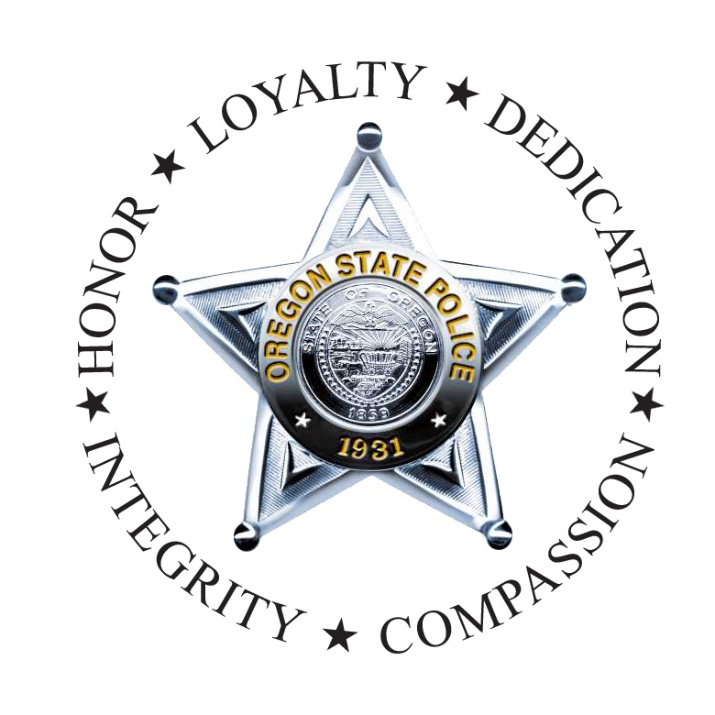 HONOR ★ LOYALTY ★ DEDICATION ★ COMPASSION ★ INTEGRITY ★
OREGON STATE POLICE
STATE OF OREGON
1859
1931